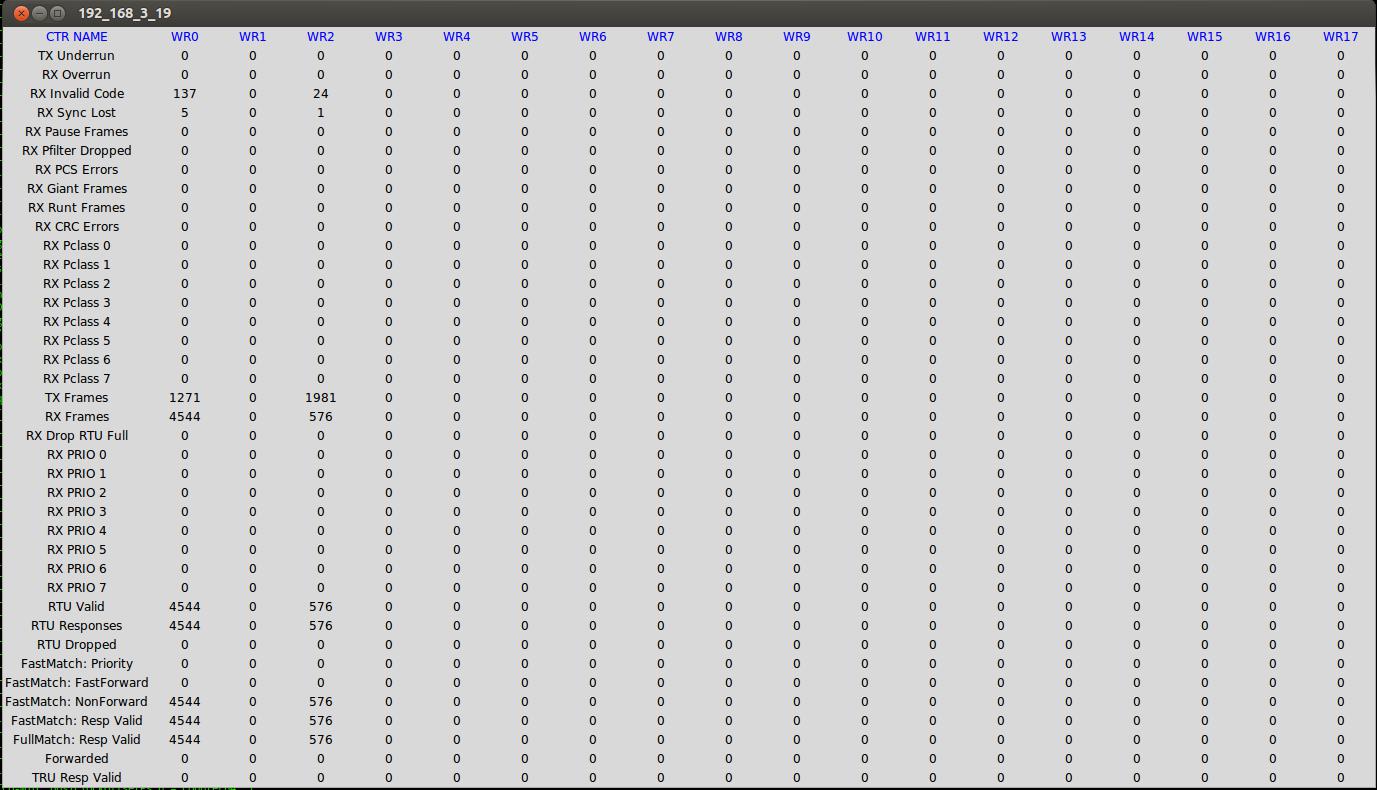 192_168_3_19
CTR NAME WR0 WR1 WR2 WR3 WR4 WR5 WR6 WR7 WR8 WR9 WR10 WR11 WR12 WR13 WR14 WR15 WR16 WR17
TX Underrun 0 0 0 0 0 0 0 0 0 0 0 0 0 0 0 0 0 0
RX Overrun 0 0 0 0 0 0 0 0 0 0 0 0 0 0 0 0 0 0
RX Invalid Code 137 0 24 0 0 0 0 0 0 0 0 0 0 0 0 0 0 0
RX Sync Lost 5 0 1 0 0 0 0 0 0 0 0 0 0 0 0 0 0 0
RX Pause Frames 0 0 0 0 0 0 0 0 0 0 0 0 0 0 0 0 0 0
RX Pfilter Dropped 0 0 0 0 0 0 0 0 0 0 0 0 0 0 0 0 0 0
RX PCS Errors 0 0 0 0 0 0 0 0 0 0 0 0 0 0 0 0 0 0
RX Giant Frames 0 0 0 0 0 0 0 0 0 0 0 0 0 0 0 0 0 0
RX Runt Frames 0 0 0 0 0 0 0 0 0 0 0 0 0 0 0 0 0 0
RX CRC Errors 0 0 0 0 0 0 0 0 0 0 0 0 0 0 0 0 0 0
RX Pclass 0 0 0 0 0 0 0 0 0 0 0 0 0 0 0 0 0 0 0
RX Pclass 1 0 0 0 0 0 0 0 0 0 0 0 0 0 0 0 0 0 0
RX Pclass 2 0 0 0 0 0 0 0 0 0 0 0 0 0 0 0 0 0 0
RX Pclass 3 0 0 0 0 0 0 0 0 0 0 0 0 0 0 0 0 0 0
RX Pclass 4 0 0 0 0 0 0 0 0 0 0 0 0 0 0 0 0 0 0
RX Pclass 5 0 0 0 0 0 0 0 0 0 0 0 0 0 0 0 0 0 0
RX Pclass 6 0 0 0 0 0 0 0 0 0 0 0 0 0 0 0 0 0 0
RX Pclass 7 0 0 0 0 0 0 0 0 0 0 0 0 0 0 0 0 0 0
TX Frames 1271 0 1981 0 0 0 0 0 0 0 0 0 0 0 0 0 0 0
RX Frames 4544 0 576 0 0 0 0 0 0 0 0 0 0 0 0 0 0 0
RX Drop RTU Full 0 0 0 0 0 0 0 0 0 0 0 0 0 0 0 0 0 0
RX PRIO 0 0 0 0 0 0 0 0 0 0 0 0 0 0 0 0 0 0 0
RX PRIO 1 0 0 0 0 0 0 0 0 0 0 0 0 0 0 0 0 0 0
RX PRIO 2 0 0 0 0 0 0 0 0 0 0 0 0 0 0 0 0 0 0
RX PRIO 3 0 0 0 0 0 0 0 0 0 0 0 0 0 0 0 0 0 0
RX PRIO 4 0 0 0 0 0 0 0 0 0 0 0 0 0 0 0 0 0 0
RX PRIO 5 0 0 0 0 0 0 0 0 0 0 0 0 0 0 0 0 0 0
RX PRIO 6 0 0 0 0 0 0 0 0 0 0 0 0 0 0 0 0 0 0
RX PRIO 7 0 0 0 0 0 0 0 0 0 0 0 0 0 0 0 0 0 0
RTU Valid 4544 0 576 0 0 0 0 0 0 0 0 0 0 0 0 0 0 0
RTU Responses 4544 0 576 0 0 0 0 0 0 0 0 0 0 0 0 0 0 0
RTU Dropped 0 0 0 0 0 0 0 0 0 0 0 0 0 0 0 0 0 0
FastMatch: Priority 0 0 0 0 0 0 0 0 0 0 0 0 0 0 0 0 0 0
FastMatch: FastForward 0 0 0 0 0 0 0 0 0 0 0 0 0 0 0 0 0 0
FastMatch: NonForward 4544 0 576 0 0 0 0 0 0 0 0 0 0 0 0 0 0 0
FastMatch: Resp Valid 4544 0 576 0 0 0 0 0 0 0 0 0 0 0 0 0 0 0
FullMatch: Resp Valid 4544 0 576 0 0 0 0 0 0 0 0 0 0 0 0 0 0 0
Forwarded 0 0 0 0 0 0 0 0 0 0 0 0 0 0 0 0 0 0
TRU Resp Valid 0 0 0 0 0 0 0 0 0 0 0 0 0 0 0 0 0 0